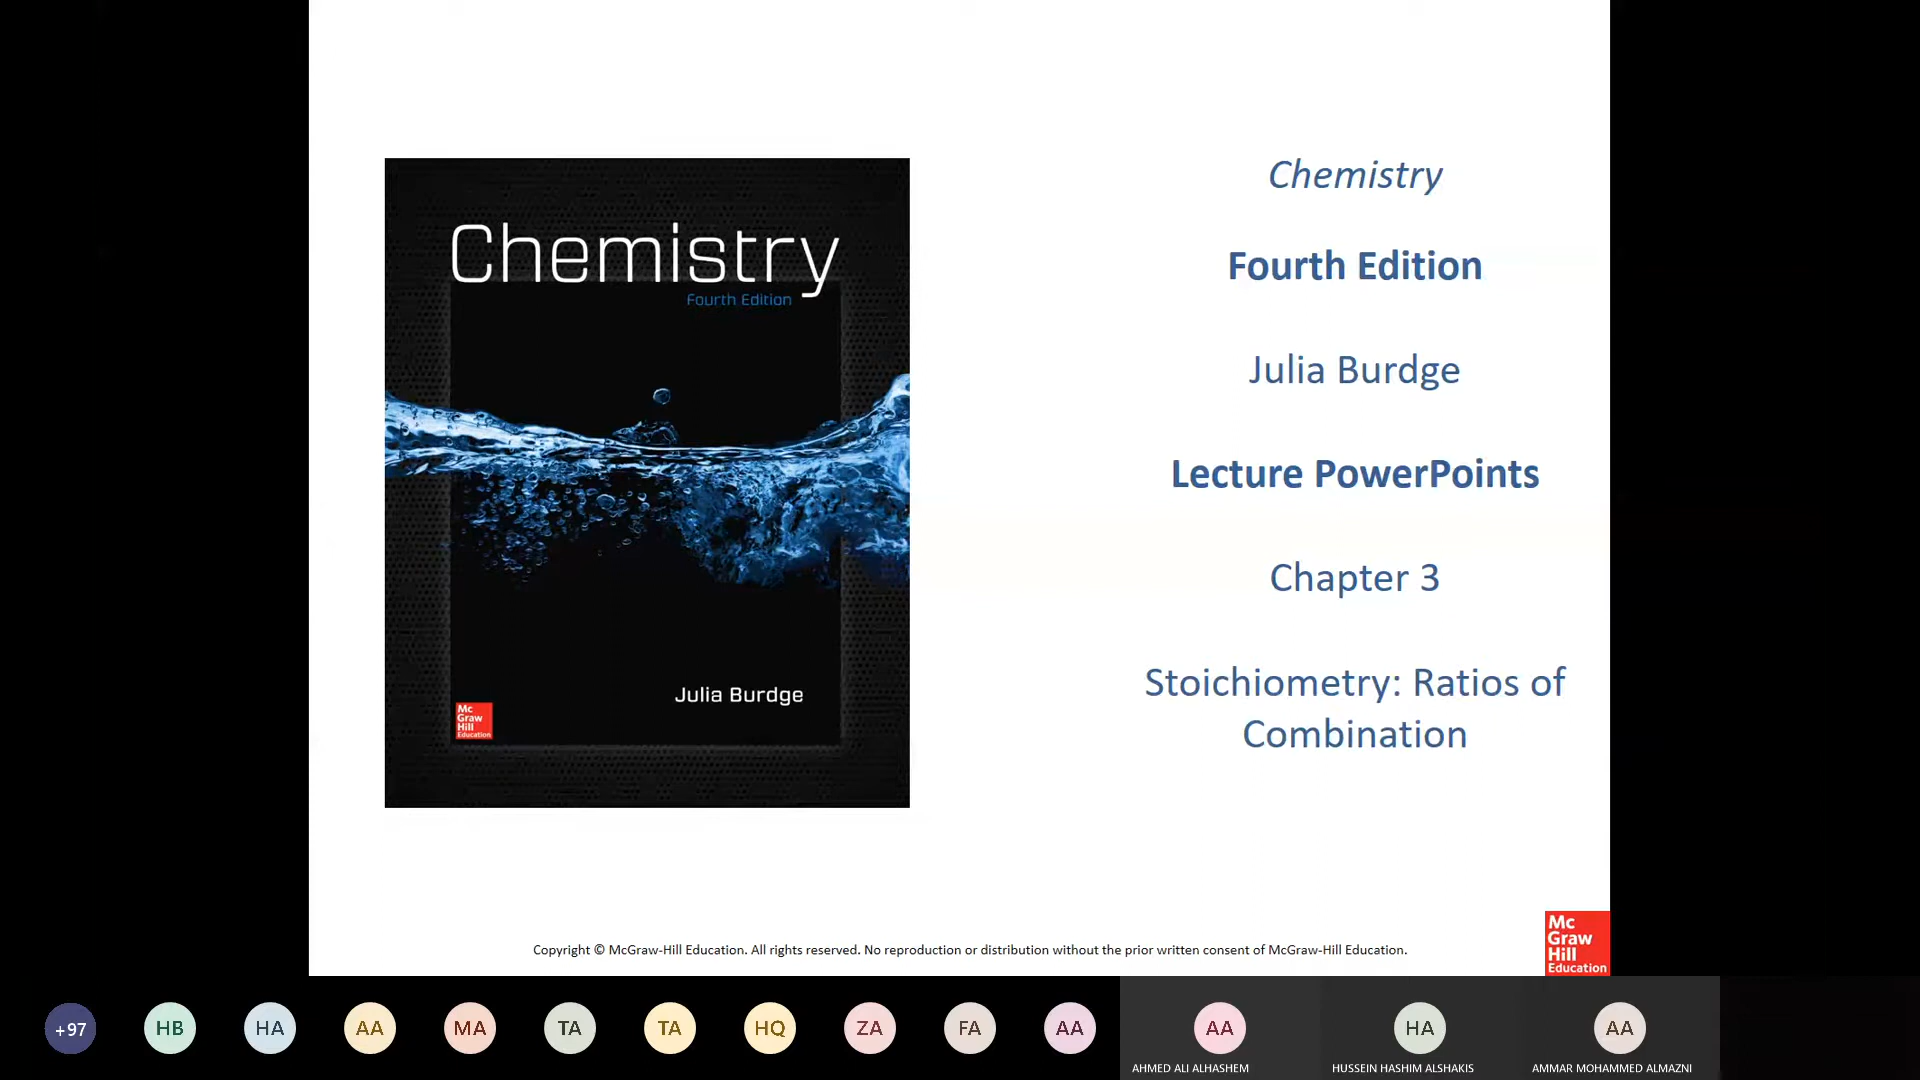 Chemistry
Fourth Edition
Julia Burdge
Mc
Graw
Hill
Education
Chemistry
Fourth Edition
Julia Burdge
Lecture PowerPoints
Chapter 3
Stoichiometry: Ratios of
Combination
Copyright © McGraw-Hill Education. All rights reserved. No reproduction or distribution without the prior written consent of McGraw-Hill Education.
Mc
Graw
Hill
Education
+97
HB
HA
AA
MA
TA
TA
HQ
ZA
FA
AA
AA
HA
AA
AHMED ALI ALHASHEM
HUSSEIN HASHIM ALSHAKIS
AMMAR MOHAMMED ALMAZNI